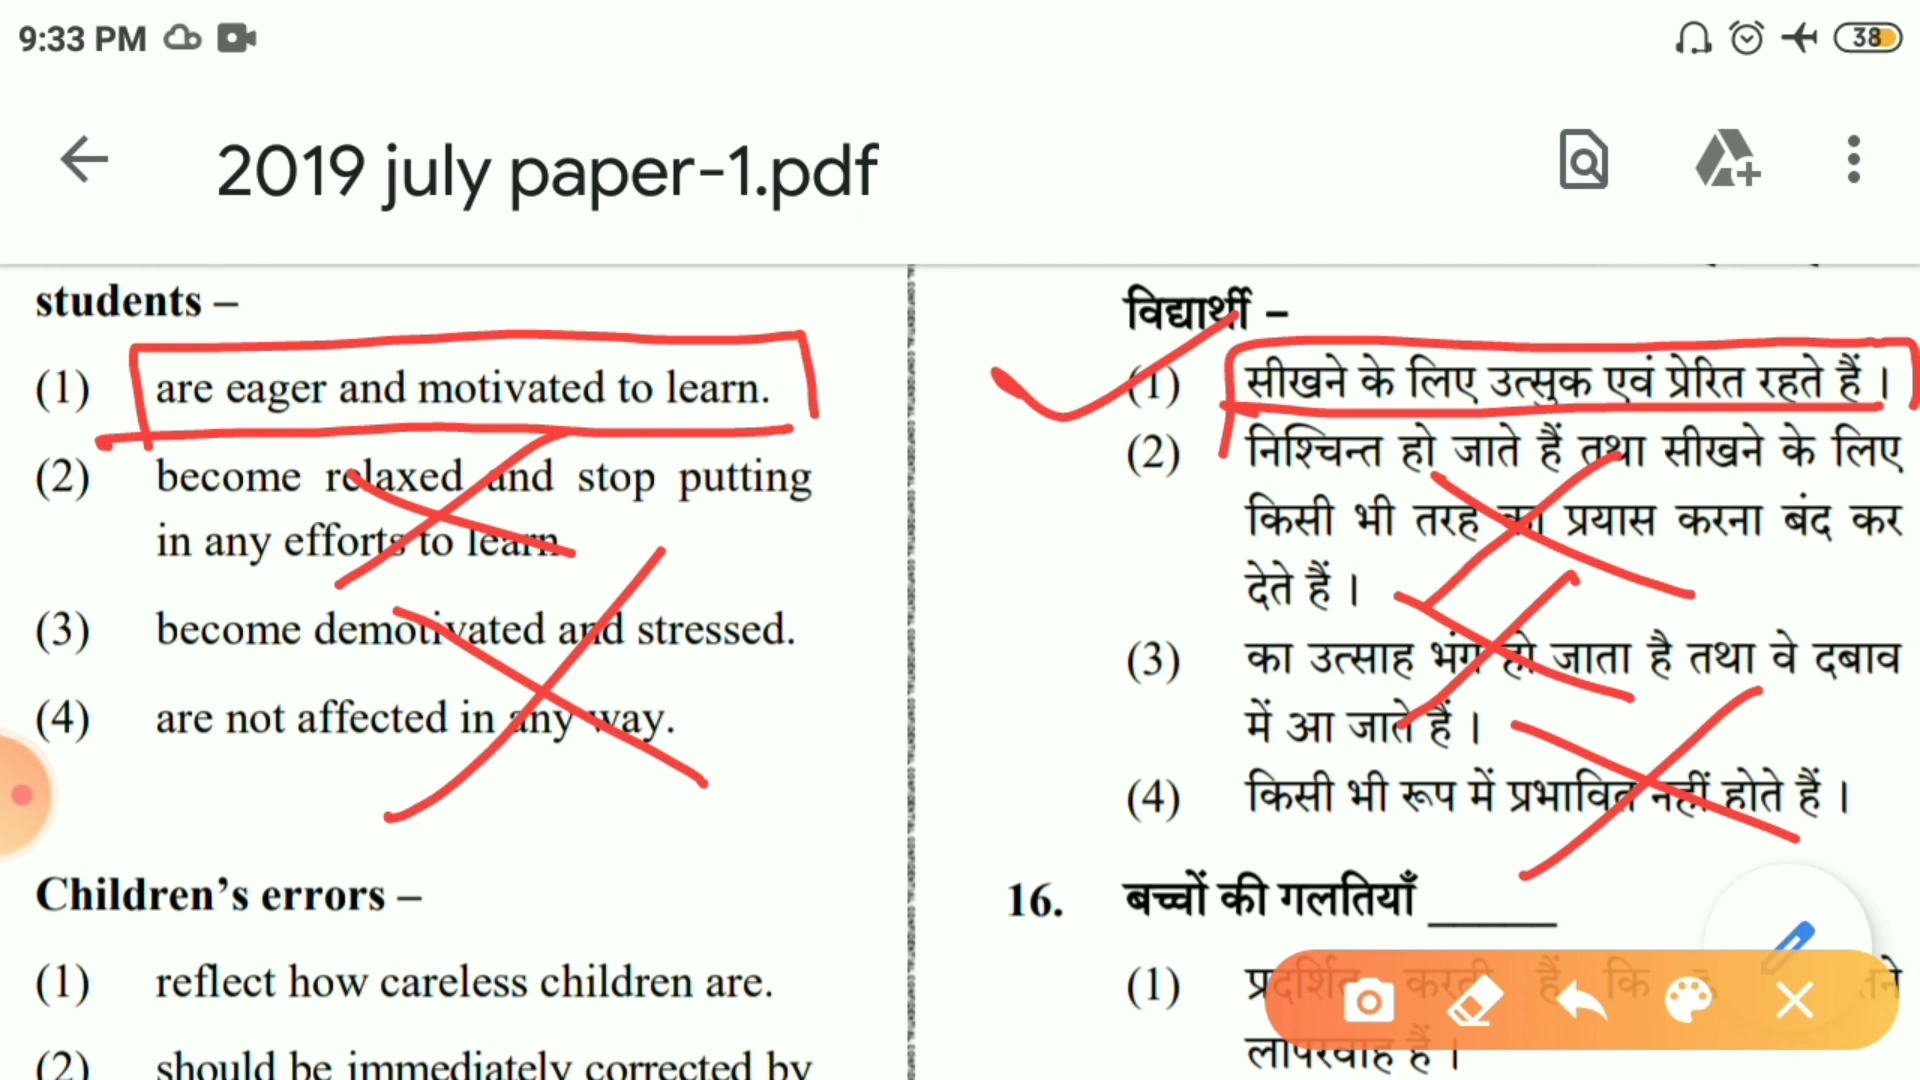 9:33 PM
38
2019 july paper-1.pdf
students –
(1) are eager and motivated to learn.
(2) become relaxed and stop putting
in any efforts to learn.
(3) become demotivated and stressed.
(4) are not affected in any way.
Children's errors –
(1) reflect how careless children are.
(2) should be immediately corrected by
विद्यार्थी –
(1) सीखने के लिए उत्सुक एवं प्रेरित रहते हैं ।
(2) निश्चिन्त हो जाते हैं तथा सीखने के लिए
किसी भी तरह का प्रयास करना बंद कर
देते हैं ।
(3) का उत्साह भंग हो जाता है तथा वे दबाव
में आ जाते हैं ।
(4) किसी भी रूप में प्रभावित नहीं होते हैं ।
16. बच्चों की गलतियाँ ______
(1) प्रदर्शित करती हैं कि
लापरवाह हैं ।